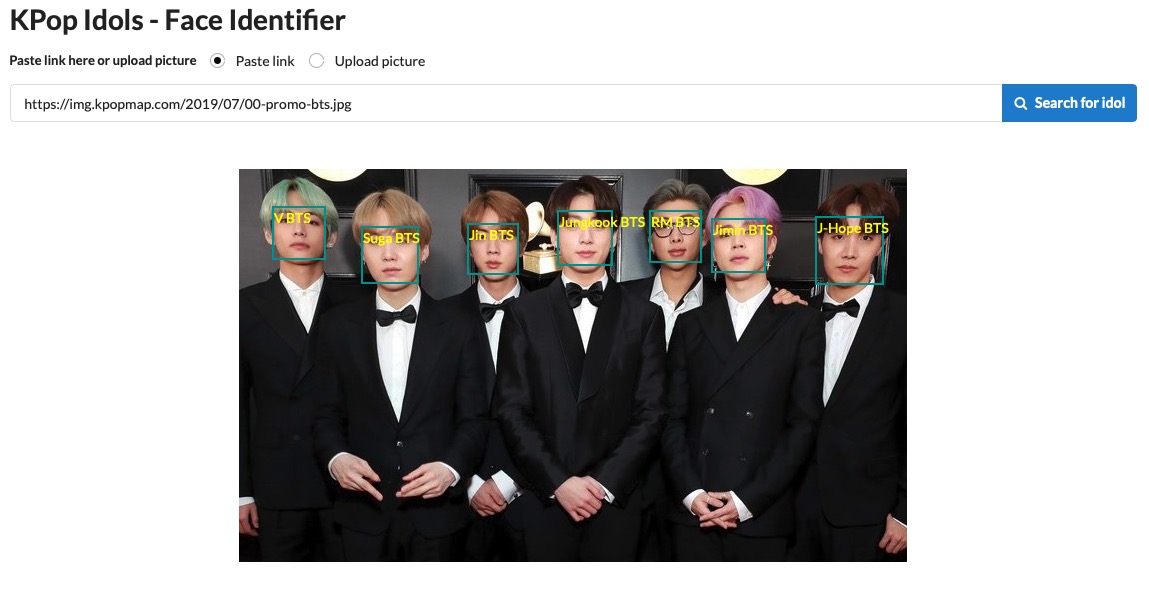 KPop Idols - Face Identifier
Paste link here or upload picture Paste link Upload picture
https://img.kpopmap.com/2019/07/00-promo-bts.jpg Search for idol
V BTS
Suga BTS
Jin BTS
Jungkook BTS
RM BTS
Jimin BTS
J-Hope BTS